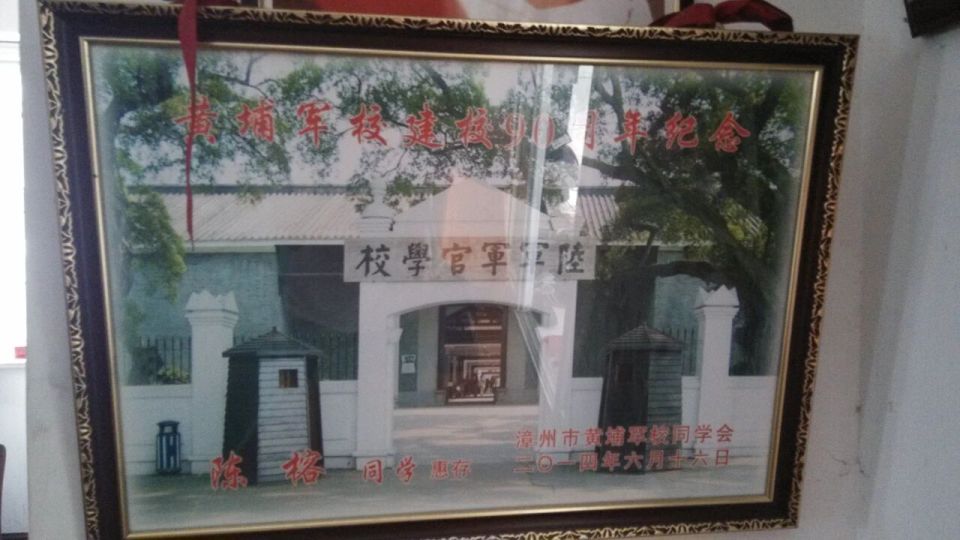 黄埔军校建校90周年纪念
校學官軍軍陸
陈榕 同学 惠存
漳州市黄埔军校同学会
二〇一四年六月十六日